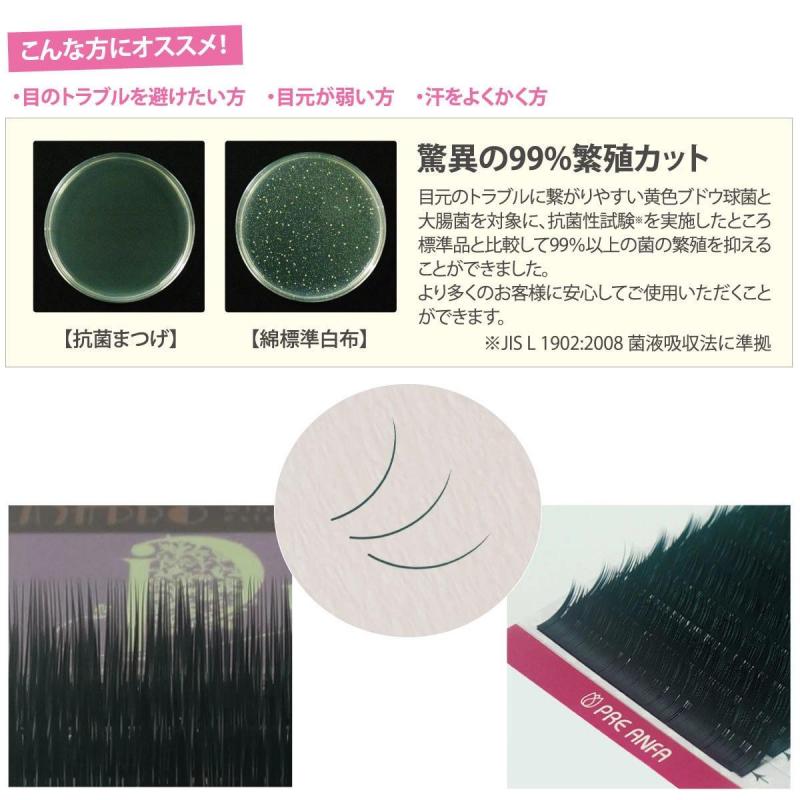 こんな方にオススメ!
・目のトラブルを避けたい方 ・目元が弱い方 ・汗をよくかく方
驚異の99%繁殖カット
目元のトラブルに繋がりやすい黄色ブドウ球菌と
大腸菌を対象に、抗菌性試験※を実施したところ
標準品と比較して99%以上の菌の繁殖を抑える
ことができました。
より多くのお客様に安心してご使用いただくこと
ができます。
※JIS L 1902:2008 菌液吸収法に準拠
【抗菌まつげ】
【綿標準白布】
PRE ANFA